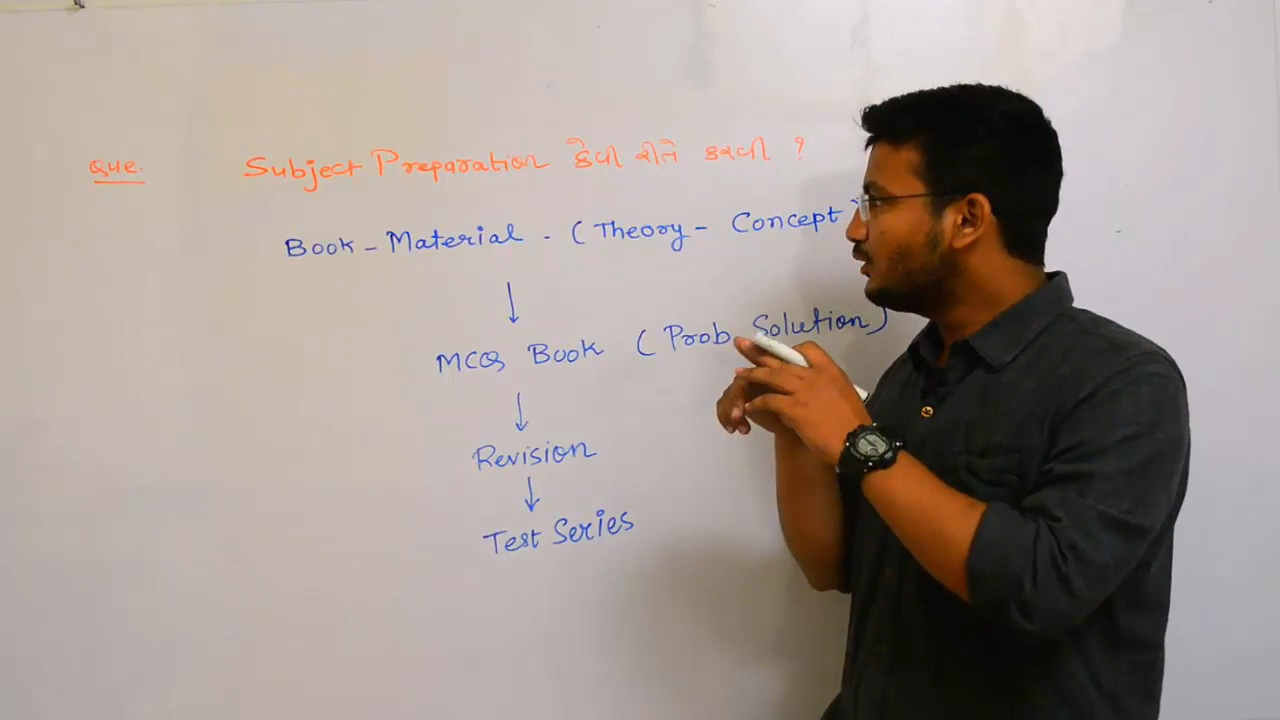 Que. Subject Preparation કેવી રીતે કરવી ?
Book - Material - (Theory - Concept)
↓
MCQ Book (Prob Solution)
↓
Revision
↓
Test Series